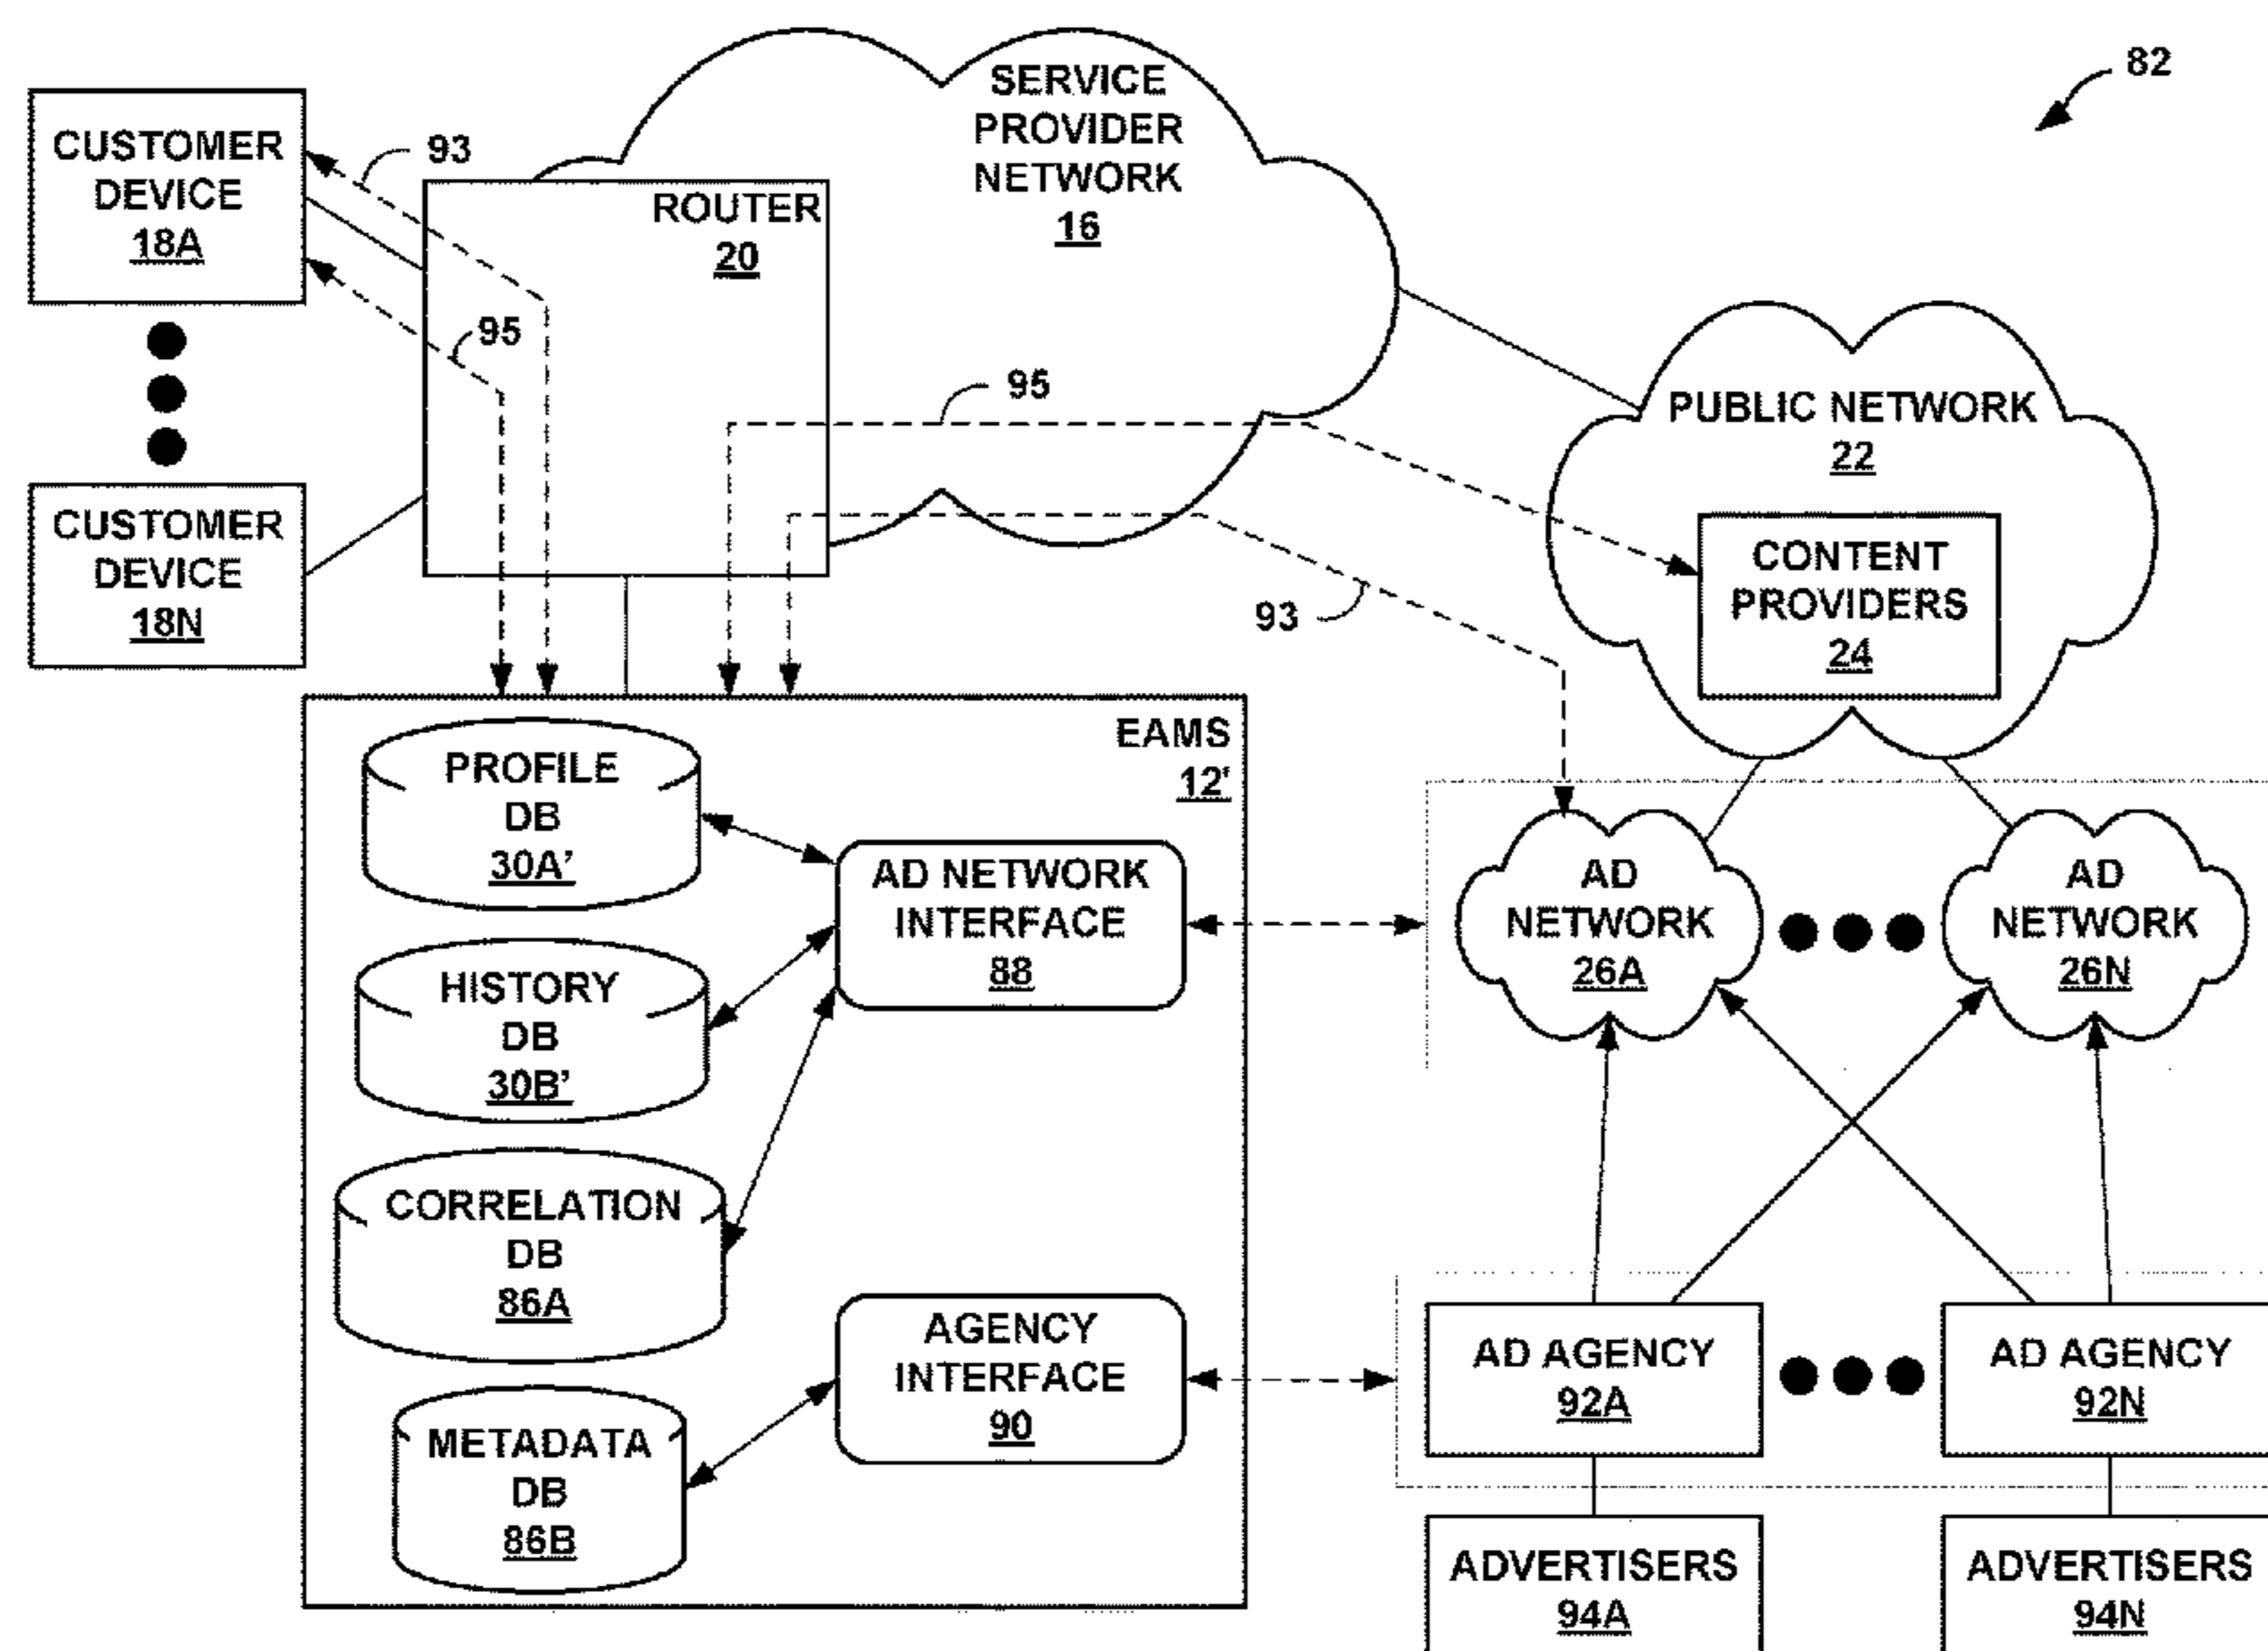 82
SERVICE
PROVIDER
NETWORK
16
CUSTOMER
DEVICE
18A
93
ROUTER
20
95
95
CUSTOMER
DEVICE
18N
PUBLIC NETWORK
22
CONTENT
PROVIDERS
24
93
EAMS
12'
PROFILE
DB
30A’
AD NETWORK
INTERFACE
88
HISTORY
DB
30B’
CORRELATION
DB
86A
AGENCY
INTERFACE
90
METADATA
DB
86B
AD
NETWORK
26A
AD
NETWORK
26N
AD AGENCY
92A
AD AGENCY
92N
ADVERTISERS
94A
ADVERTISERS
94N